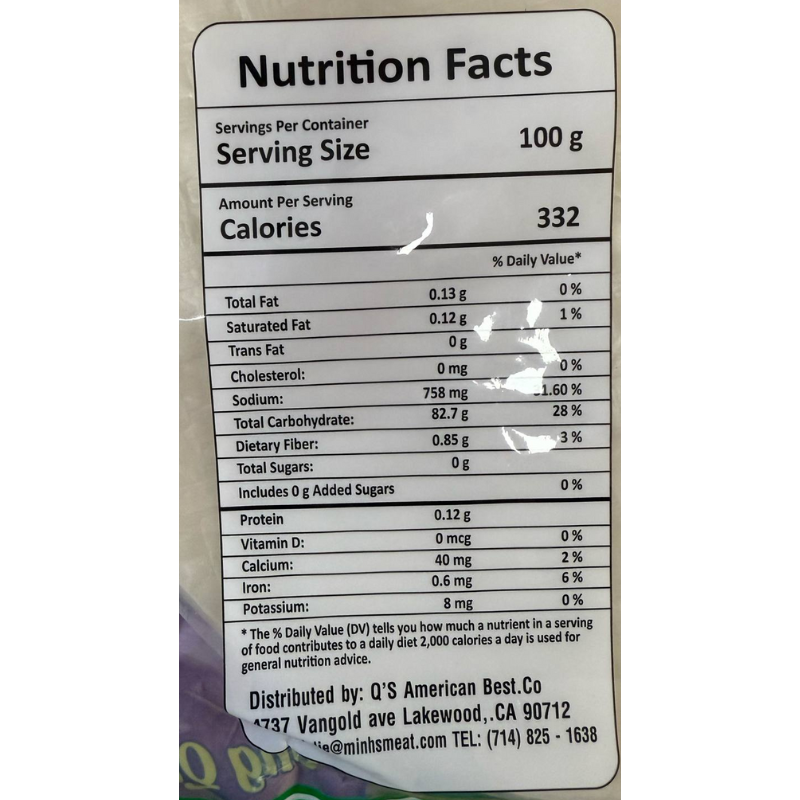 Nutrition Facts
Servings Per Container
Serving Size 100 g
Amount Per Serving
Calories 332
% Daily Value*
Total Fat 0.13 g 0 %
Saturated Fat 0.12 g 1 %
Trans Fat 0 g
Cholesterol: 0 mg 0 %
Sodium: 758 mg 1.60 %
Total Carbohydrate: 82.7 g 28 %
Dietary Fiber: 0.85 g 3 %
Total Sugars: 0 g
Includes 0 g Added Sugars 0 %
Protein 0.12 g
Vitamin D: 0 mcg 0 %
Calcium: 40 mg 2 %
Iron: 0.6 mg 6 %
Potassium: 8 mg 0 %
* The % Daily Value (DV) tells you how much a nutrient in a serving
of food contributes to a daily diet 2,000 calories a day is used for
general nutrition advice.
Distributed by: Q'S American Best.Co
4737 Vangold ave Lakewood,.CA 90712
@minhsmeat.com TEL: (714) 825 - 1638